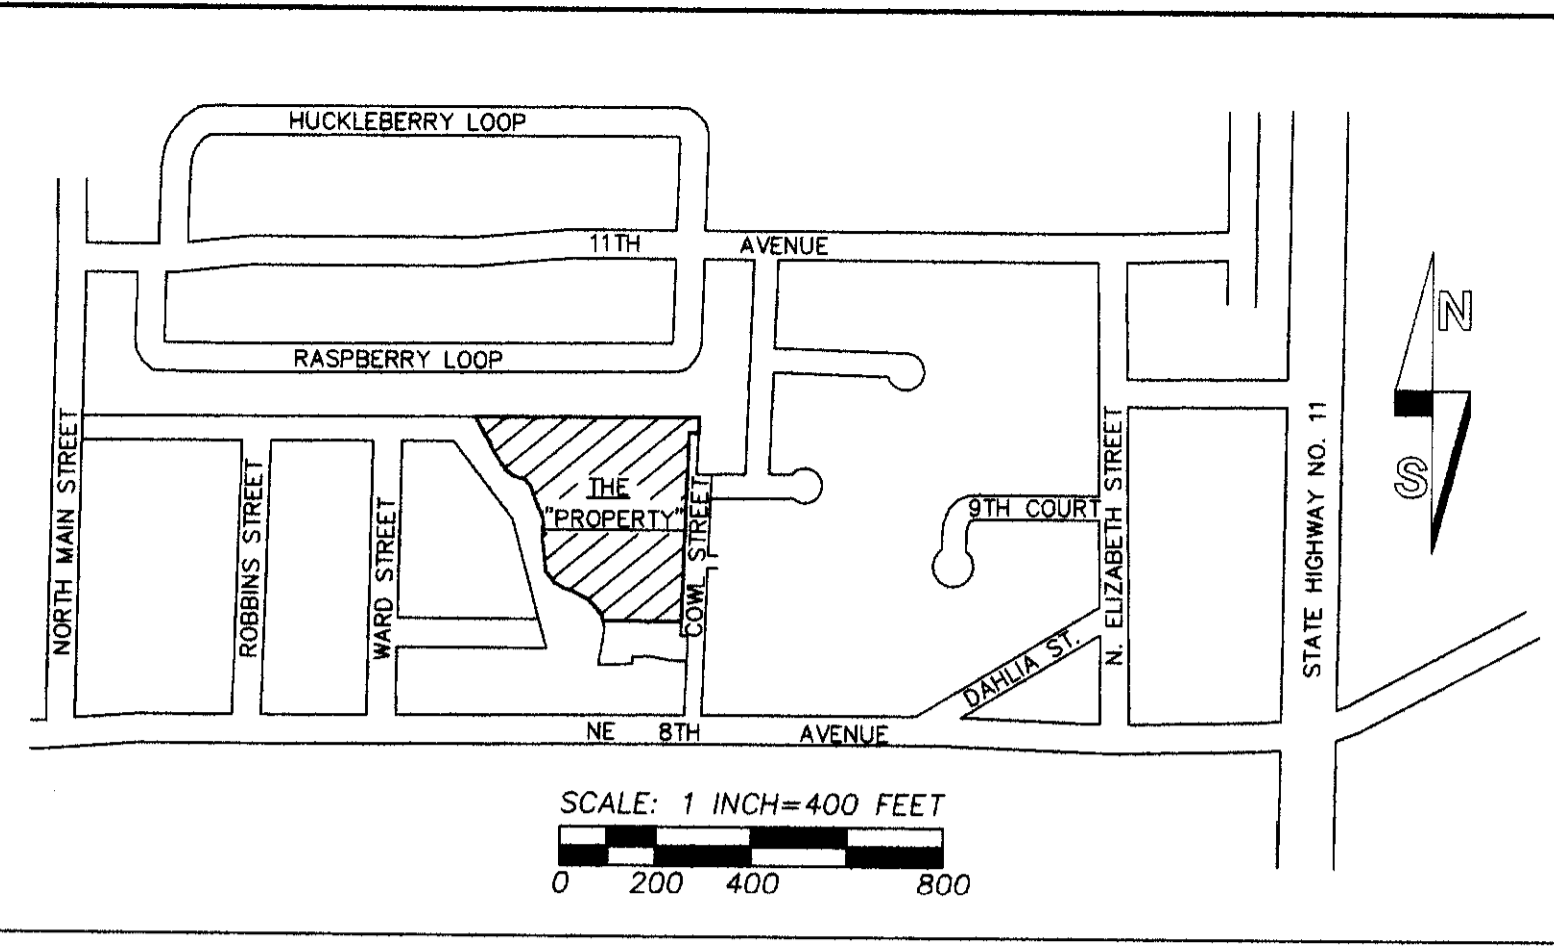 HUCKLEBERRY LOOP
11TH AVENUE
RASPBERRY LOOP
N
S
NORTH MAIN STREET
ROBBINS STREET
WARD STREET
THE
"PROPERTY"
COWL STREET
9TH COURT
N. ELIZABETH STREET
STATE HIGHWAY NO. 11
DAHLIA ST.
NE 8TH AVENUE
SCALE: 1 INCH=400 FEET
0 200 400 800